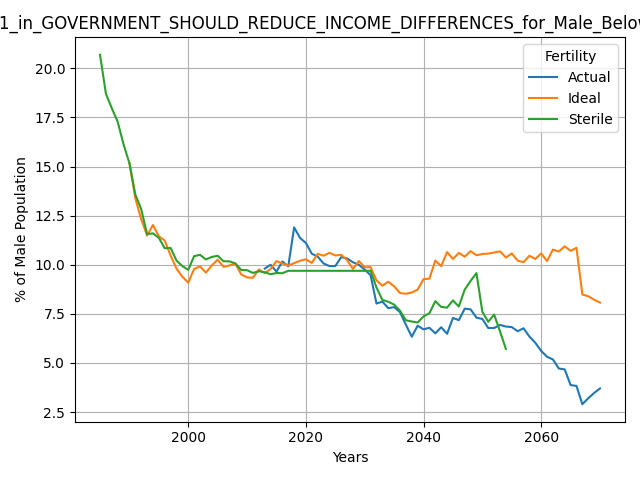 1_in_GOVERNMENT_SHOULD_REDUCE_INCOME_DIFFERENCES_for_Male_Below
Fertility
Actual
Ideal
Sterile
% of Male Population
20.0
17.5
15.0
12.5
10.0
7.5
5.0
2.5
2000
2020
2040
2060
Years